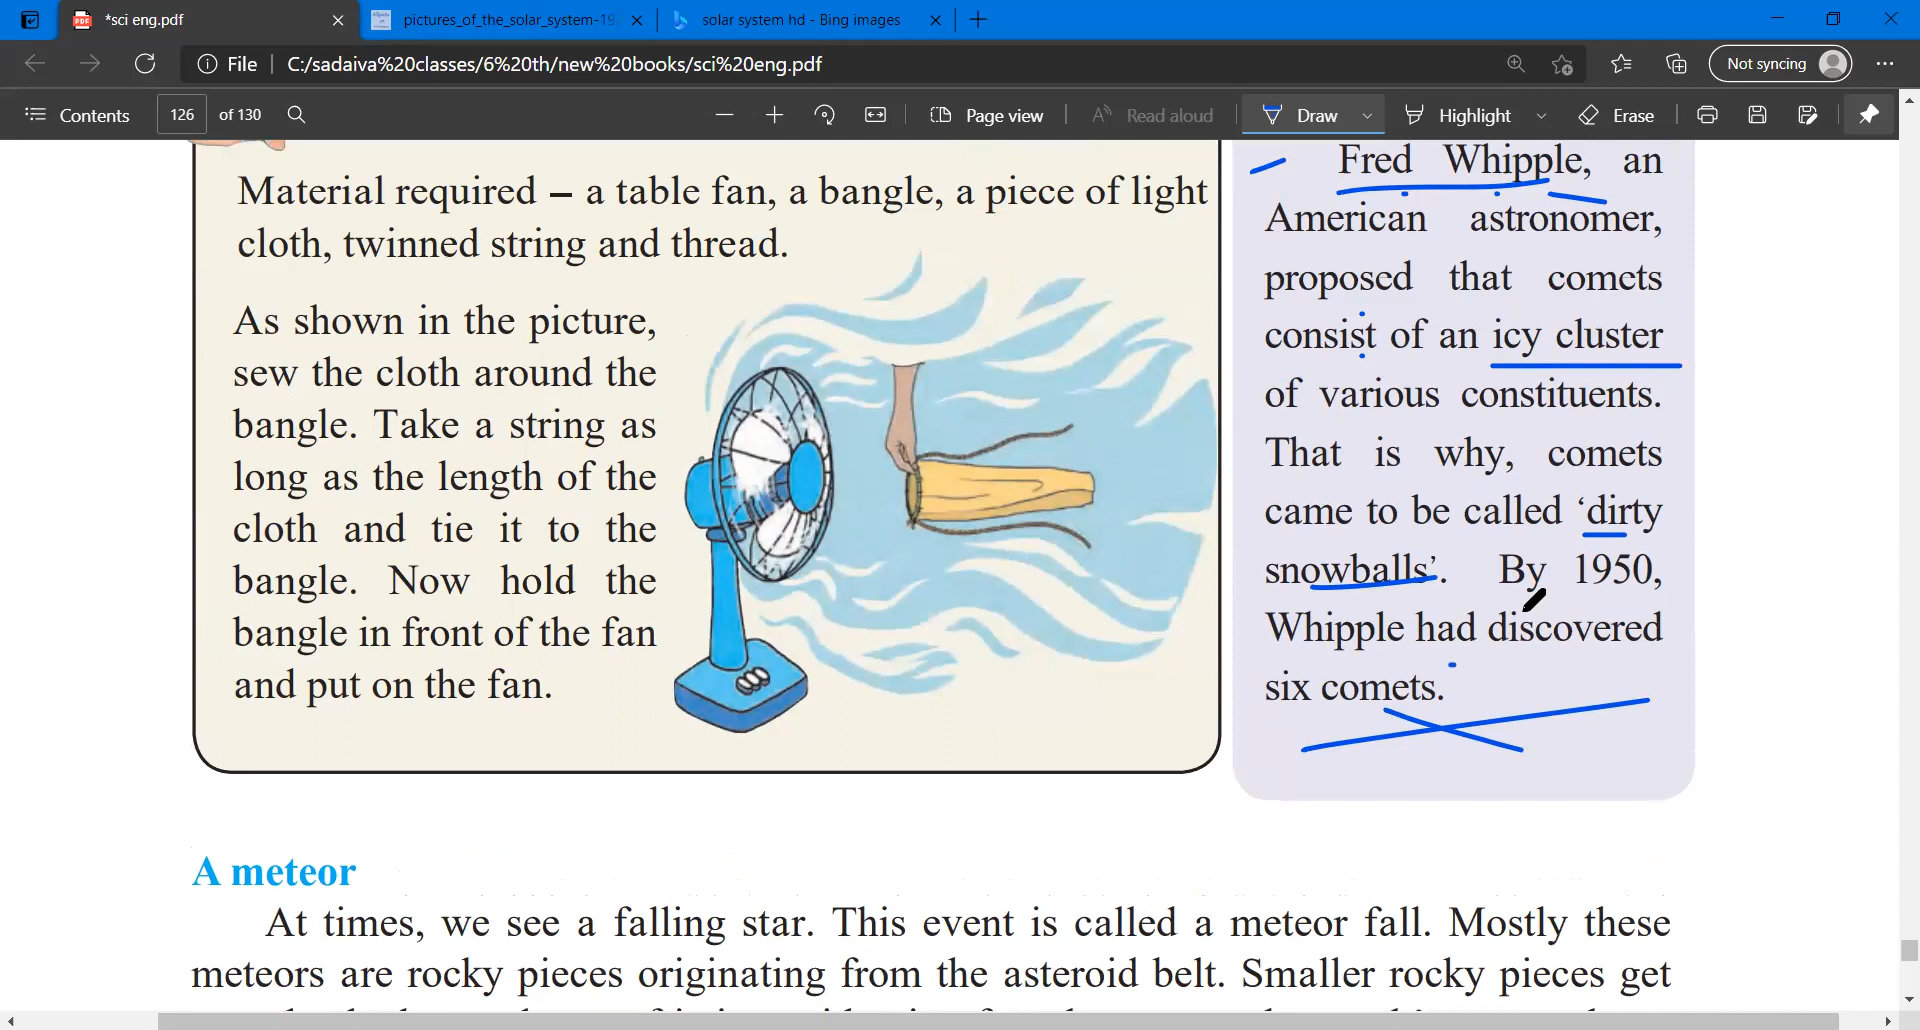 *sci eng.pdf
pictures_of_the_solar_system-19
solar system hd - Bing images
File
C:/sadaiva%20classes/6%20th/new%20books/sci%20eng.pdf
Not syncing
Contents
126 of 130
Page view
Read aloud
Draw
Highlight
Erase
Material required – a table fan, a bangle, a piece of light
cloth, twinned string and thread.
As shown in the picture,
sew the cloth around the
bangle. Take a string as
long as the length of the
cloth and tie it to the
bangle. Now hold the
bangle in front of the fan
and put on the fan.
Fred Whipple, an
American astronomer,
proposed that comets
consist of an icy cluster
of various constituents.
That is why, comets
came to be called ‘dirty
snowballs’. By 1950,
Whipple had discovered
six comets.
A meteor
At times, we see a falling star. This event is called a meteor fall. Mostly these
meteors are rocky pieces originating from the asteroid belt. Smaller rocky pieces get